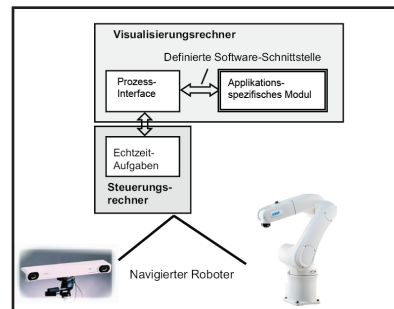 Visualisierungsrechner
Definierte Software-Schnittstelle
Prozess-
Interface
Applikations-
spezifisches Modul
Echtzeit-
Aufgaben
Steuerungs-
rechner
Navigierter Roboter